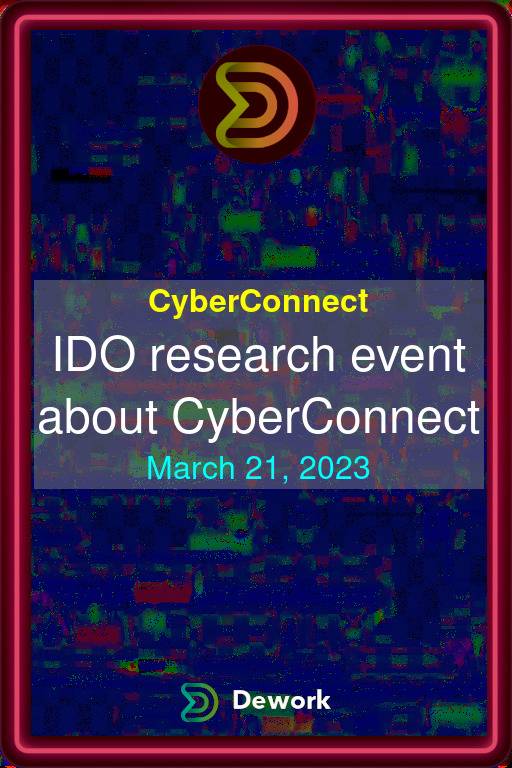 CyberConnect
IDO research event
about CyberConnect
March 21, 2023
Dework